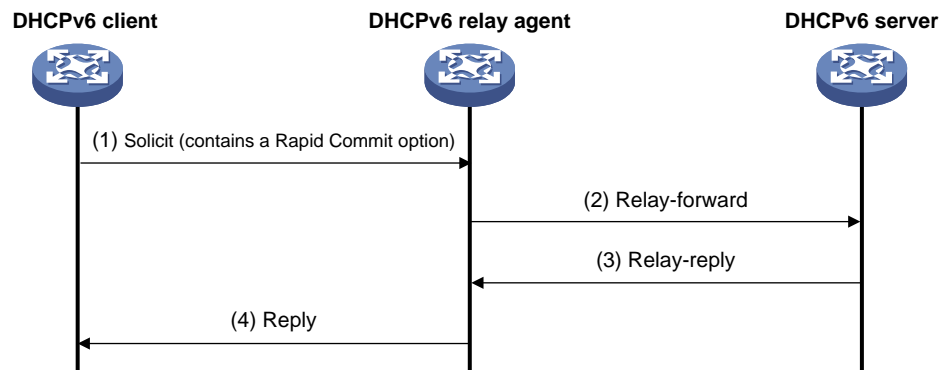 DHCPv6 client
DHCPv6 relay agent
DHCPv6 server
(1) Solicit (contains a Rapid Commit option)
(2) Relay-forward
(3) Relay-reply
(4) Reply